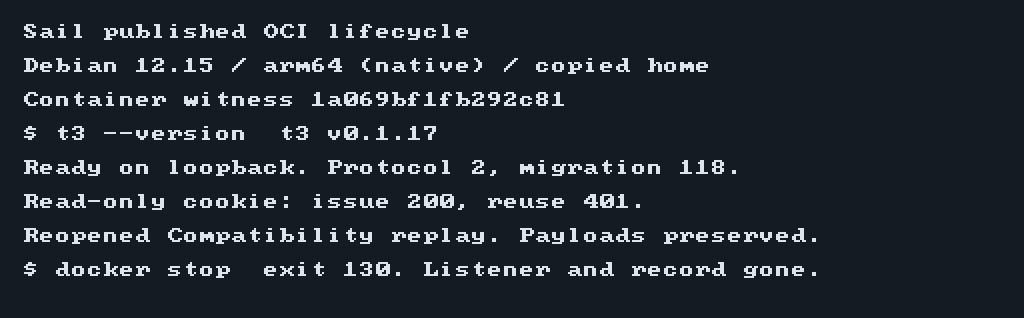 Sail published OCI lifecycle
Debian 12.15 / arm64 (native) / copied home
Container witness 1a069bf1fb292c81
$ t3 --version  t3 v0.1.17
Ready on loopback. Protocol 2, migration 118.
Read-only cookie: issue 200, reuse 401.
Reopened Compatibility replay. Payloads preserved.
$ docker stop  exit 130. Listener and record gone.